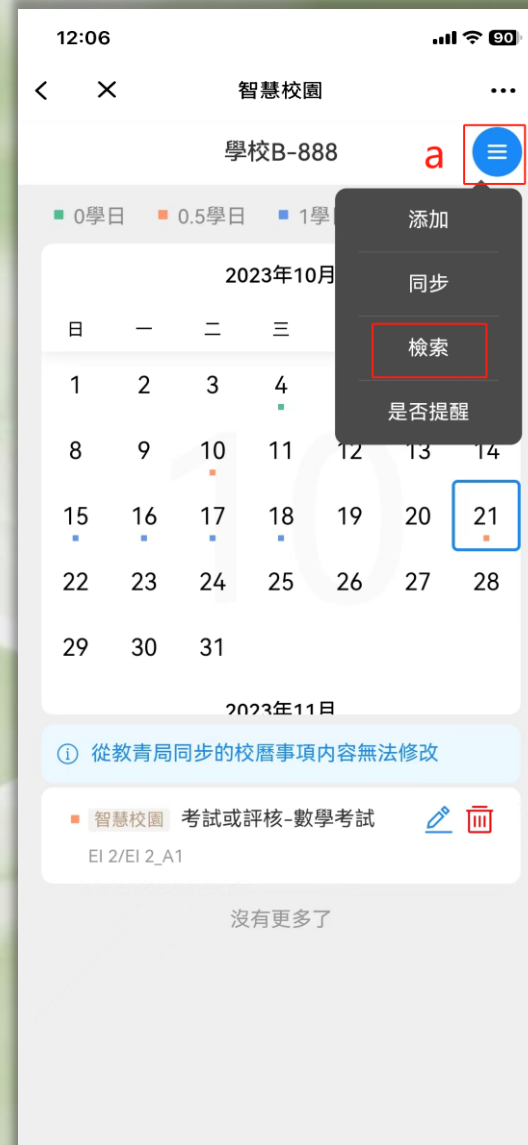 12:06 90
智慧校園
學校B-888 a
0學日 0.5學日 1學
添加
同步
檢索
是否提醒
2023年10月
日 一 二 三
1 2 3 4
8 9 10 11 12 13 14
15 16 17 18 19 20 21
22 23 24 25 26 27 28
29 30 31
10
2023年11月
從教青局同步的校曆事項內容無法修改
智慧校園 考試或評核-數學考試
EI 2/EI 2_A1
沒有更多了